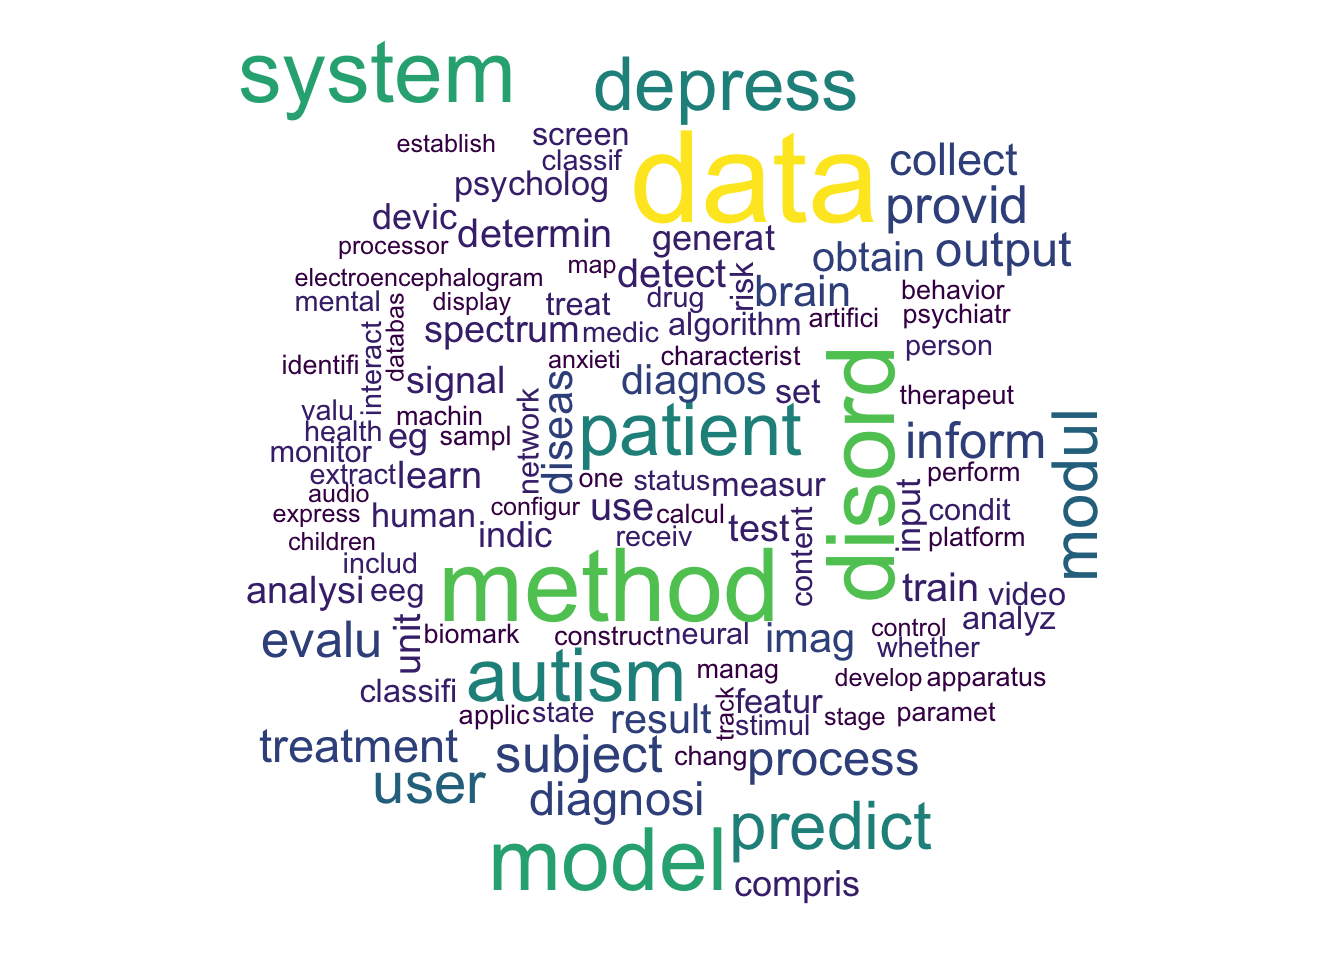 system
depress
establish
screen
data
collect
classif
psycholog
provid
devic
determin
generat
obtain
output
processor
map
detect
risk
brain
electroencephalogram
behavior
mental
display
treat
drug
databas
artifici
psychiatr
spectrum
medic
algorithm
disord
person
identifi
interact
anxieti
characterist
signal
diseas
diagnos
set
therapeut
valu
machin
network
patient
modul
health
eg
sampl
inform
monitor
extract
learn
one
status
measur
input
perform
audio
configur
use
calcul
content
condit
express
human
indic
receiv
test
platform
children
includ
method
analysi
eeg
train
video
unit
analyz
evalu
biomark
construct
neural
imag
control
whether
autism
manag
develop
apparatus
classifi
track
featur
applic
state
result
stimul
stage
paramet
treatment
subject
chang
process
user
diagnosi
predict
model
compris